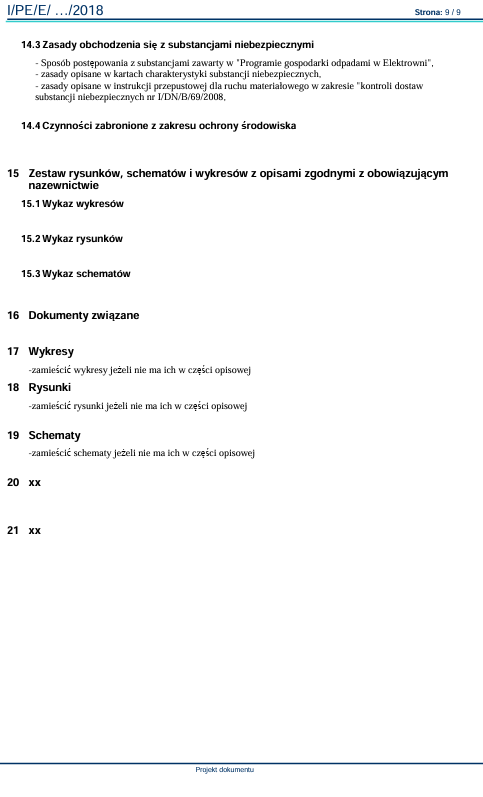 I/PE/E/ …/2018
Strona: 9 / 9
14.3 Zasady obchodzenia się z substancjami niebezpiecznymi
- Sposób postępowania z substancjami zawarty w "Programie gospodarki odpadami w Elektrowni",
- zasady opisane w kartach charakterystyki substancji niebezpiecznych,
- zasady opisane w instrukcji przepustowej dla ruchu materiałowego w zakresie "kontroli dostaw
substancji niebezpiecznych nr I/DN/B/69/2008,
14.4 Czynności zabronione z zakresu ochrony środowiska
15 Zestaw rysunków, schematów i wykresów z opisami zgodnymi z obowiązującym
nazewnictwie
15.1 Wykaz wykresów
15.2 Wykaz rysunków
15.3 Wykaz schematów
16 Dokumenty związane
17 Wykresy
-zamieścić wykresy jeżeli nie ma ich w części opisowej
18 Rysunki
-zamieścić rysunki jeżeli nie ma ich w części opisowej
19 Schematy
-zamieścić schematy jeżeli nie ma ich w części opisowej
20 xx
21 xx
Projekt dokumentu